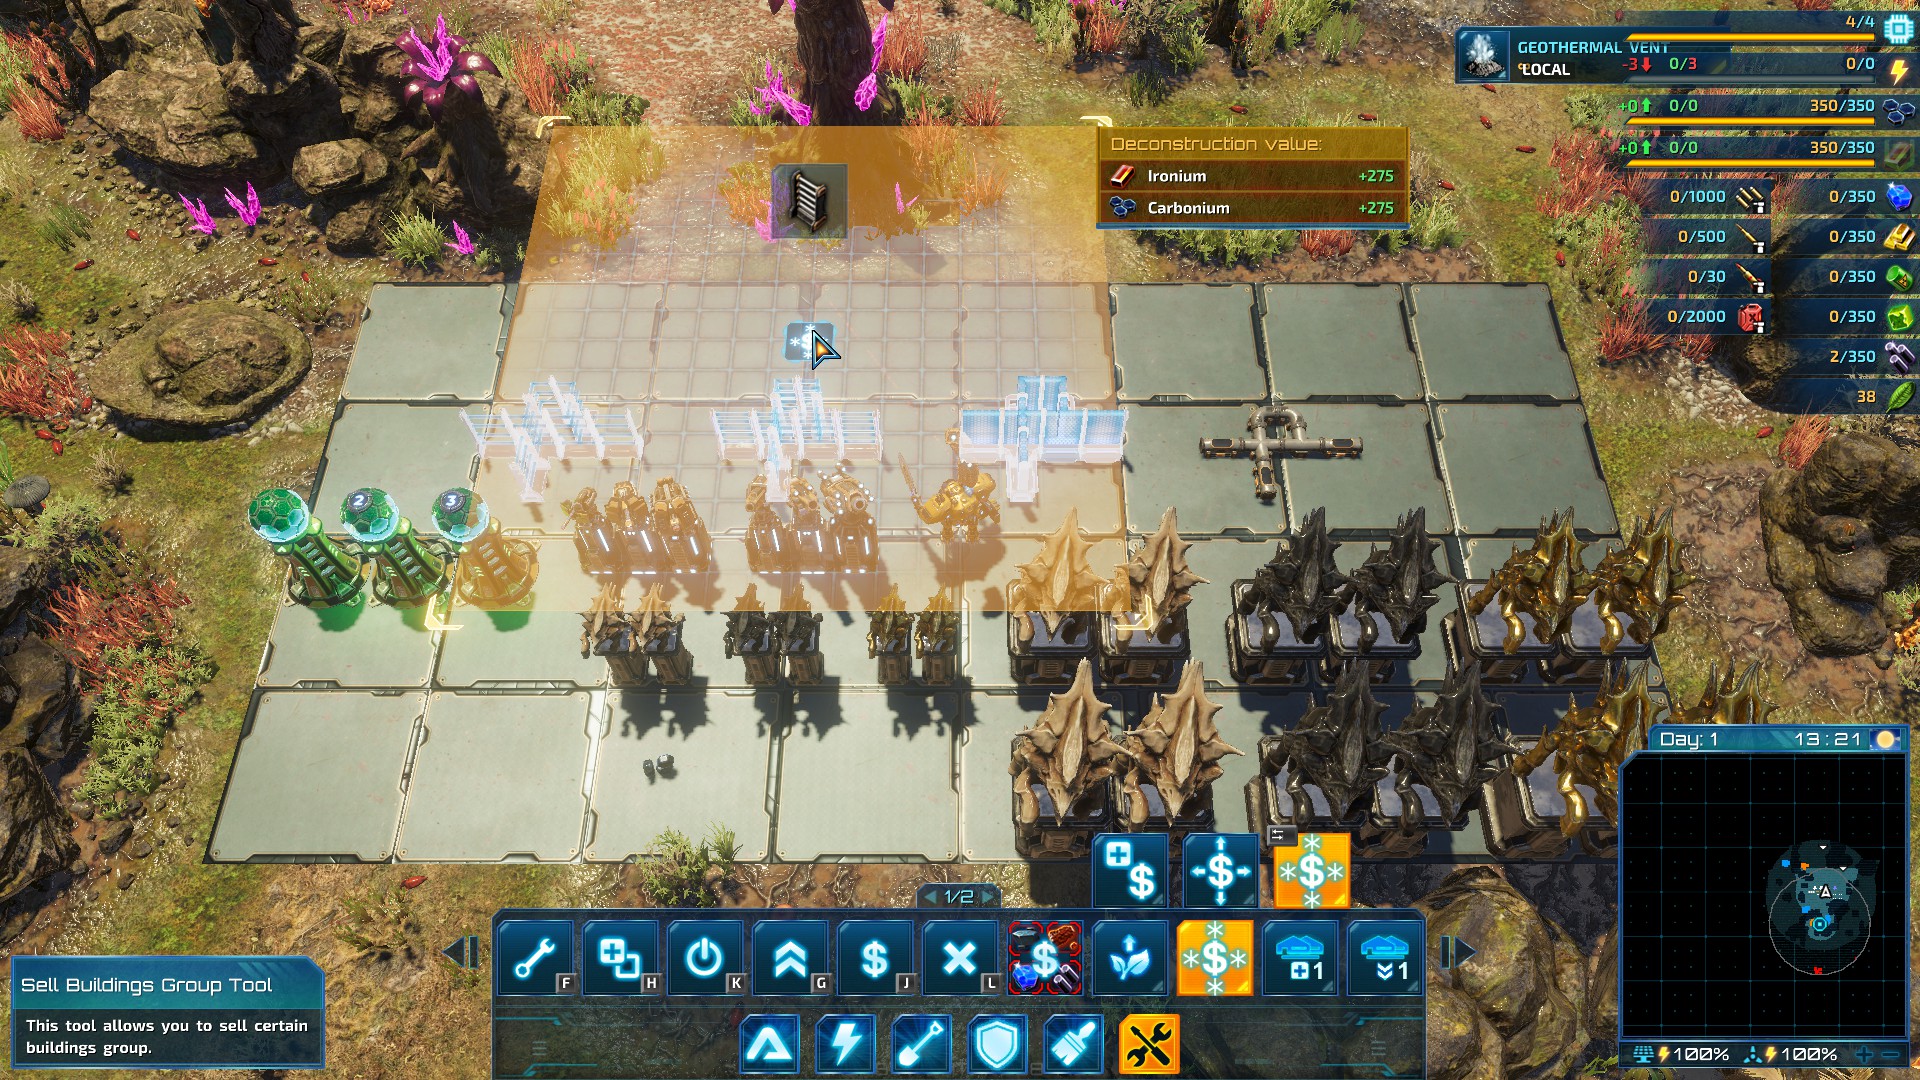 4/4
GEOTHERMAL VENT
LOCAL
-3 0/3 0/0
+0 0/0 350/350
+0 0/0 350/350
0/1000 0/350
0/500 0/350
0/30 0/350
0/2000 0/350
2/350
38
Deconstruction value:
Ironium +275
Carbonium +275
2
3
Day: 1 13:21
1/2
F
H
K
G
J
L
1
1
Sell Buildings Group Tool
This tool allows you to sell certain
buildings group.
100% 100%